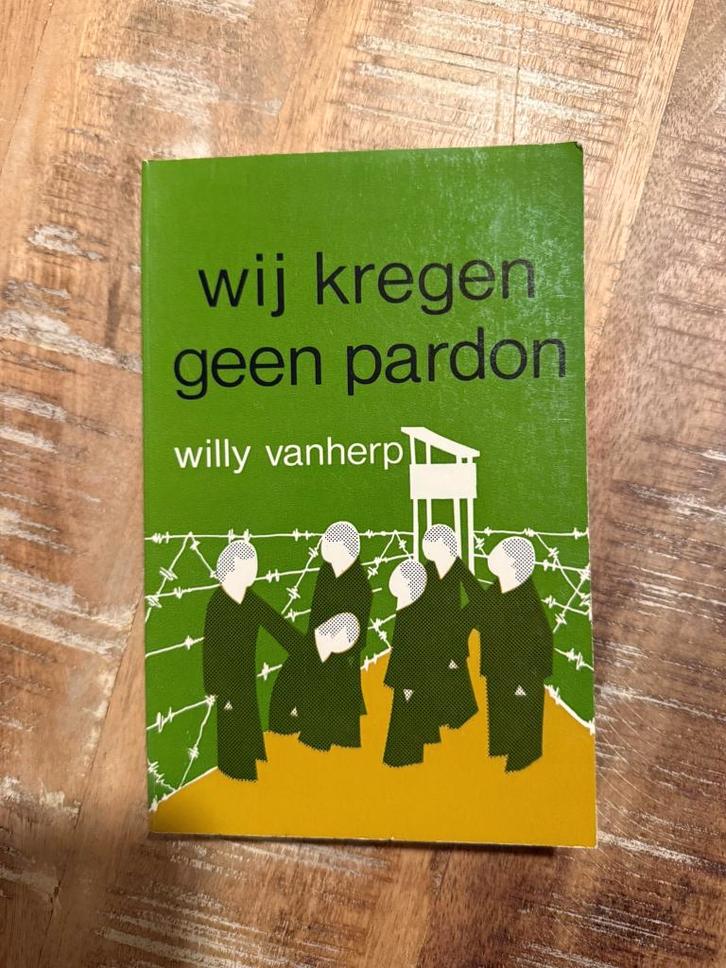 wij kregen
geen pardon
willy vanherp